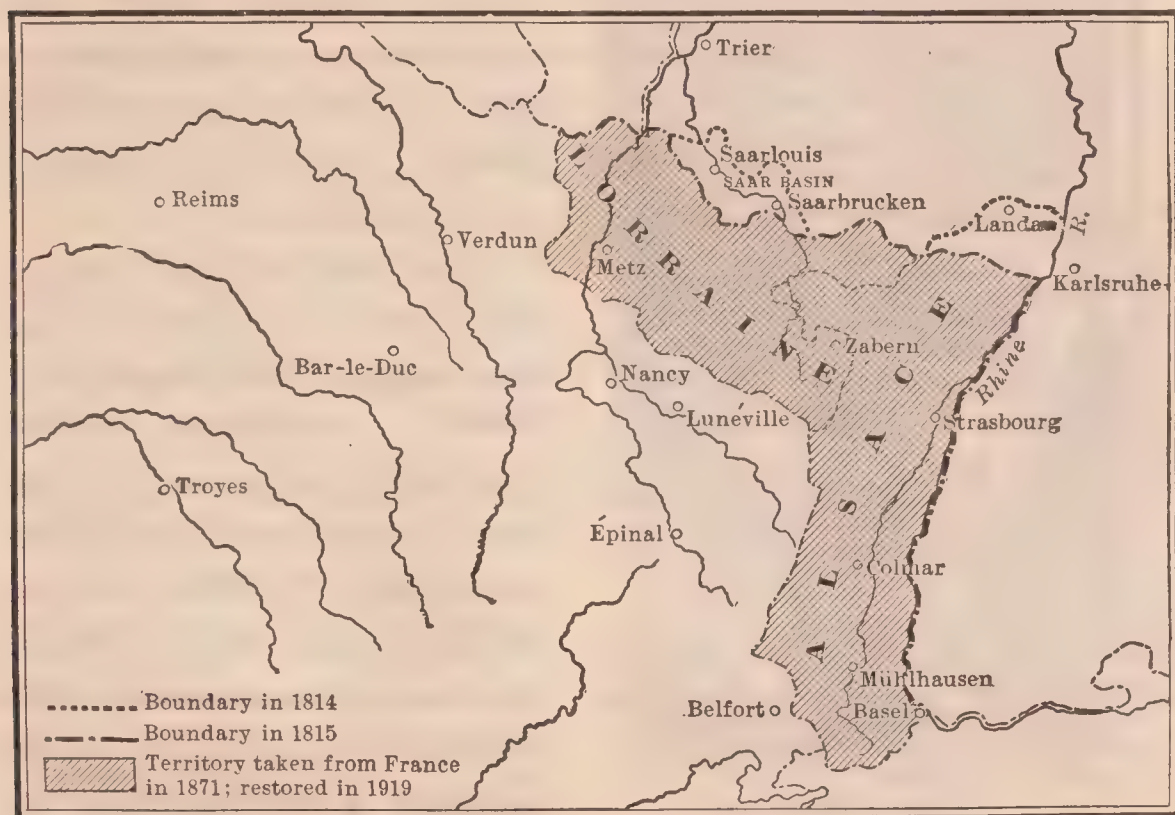 Trier
Saarlouis
SAAR BASIN
Saarbrucken
LORRAINE
Reims
Verdun
Metz
Landau
R.
Karlsruhe
Bar-le-Duc
Nancy
Zabern
Lunéville
Rhine
Strasbourg
ALSACE
Troyes
Épinal
Colmar
Mühlhausen
Belfort
Basel
Boundary in 1814
Boundary in 1815
Territory taken from France
in 1871; restored in 1919